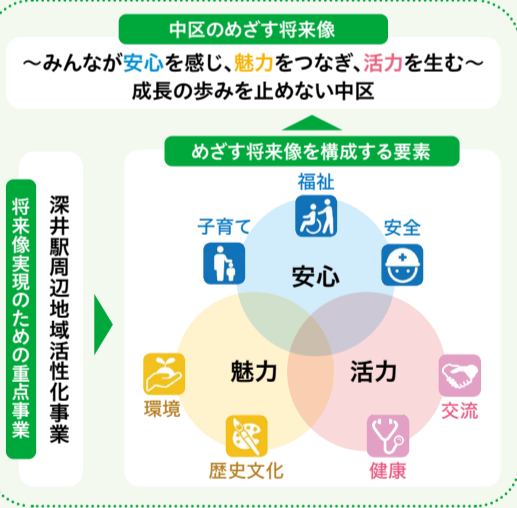 中区のめざす将来像
～みんなが安心を感じ、魅力をつなぎ、活力を生む～
成長の歩みを止めない中区
めざす将来像を構成する要素
将来像実現のための重点事業
深井駅周辺地域活性化事業
福祉
子育て
安全
安心
魅力
活力
環境
交流
歴史文化
健康